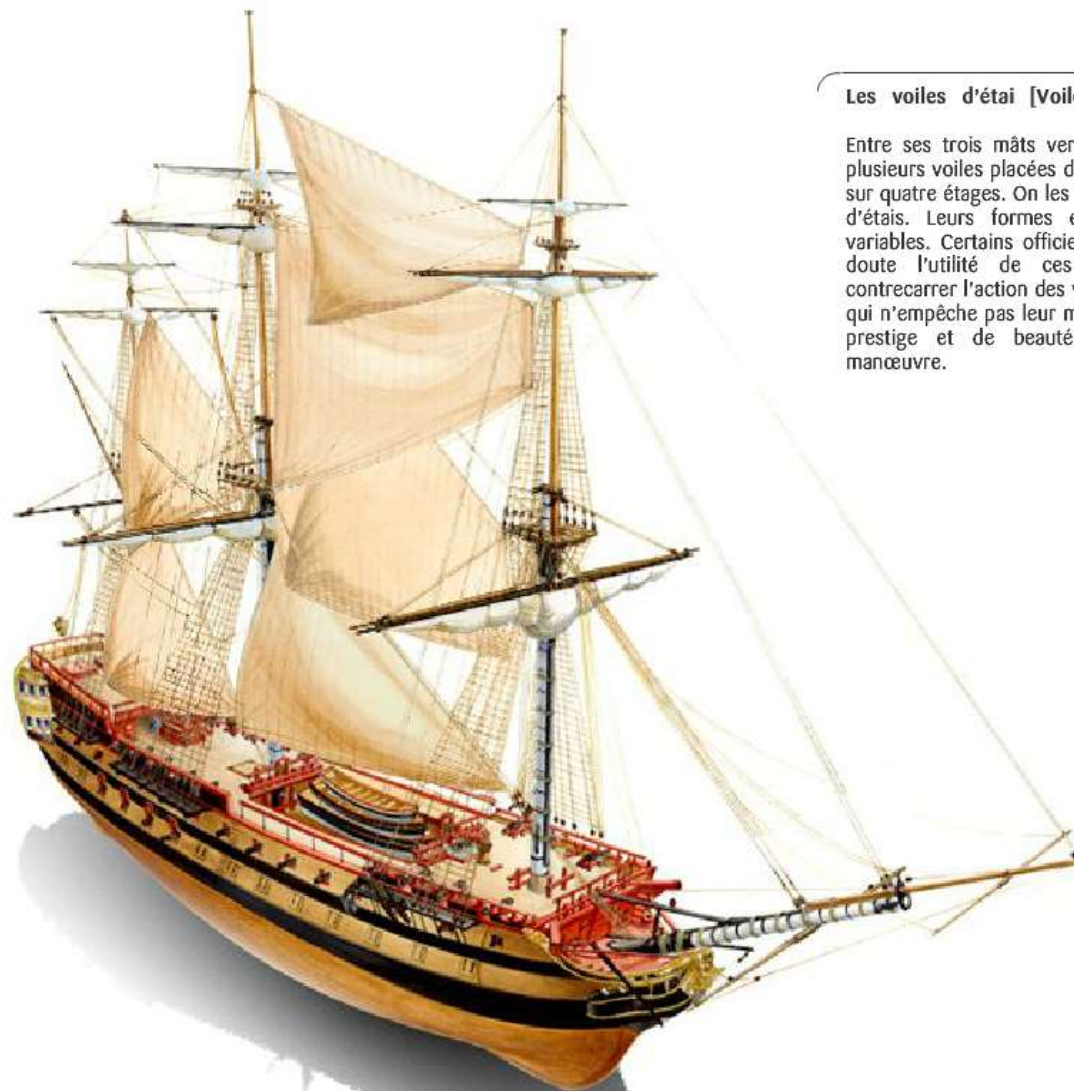 Les voiles d'étai [Voile
Entre ses trois mâts ver
plusieurs voiles placées d
sur quatre étages. On les
d'étais. Leurs formes e
variables. Certains officie
doute l'utilité de ces
contrecarrer l'action des v
qui n'empêche pas leur m
prestige et de beauté
manœuvre.